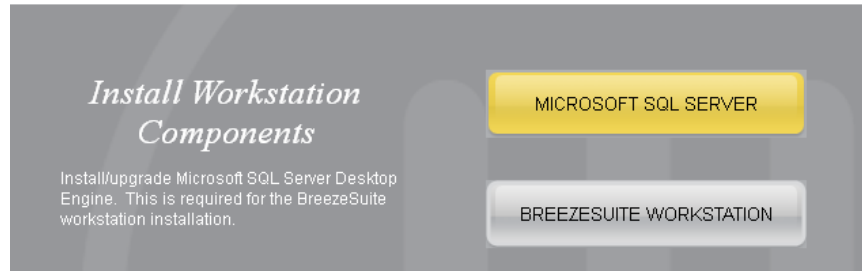 Install Workstation
Components
Install/upgrade Microsoft SQL Server Desktop
Engine. This is required for the BreezeSuite
workstation installation.
MICROSOFT SQL SERVER
BREEZESUITE WORKSTATION